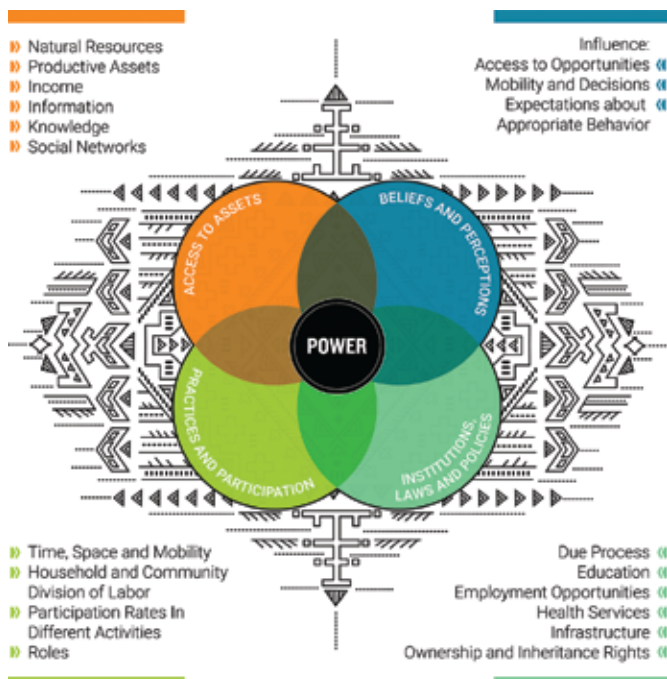 Natural Resources
Productive Assets
Income
Information
Knowledge
Social Networks
Influence:
Access to Opportunities
Mobility and Decisions
Expectations about
Appropriate Behavior
ACCESS TO ASSETS
BELIEFS AND PERCEPTIONS
POWER
PRACTICES AND PARTICIPATION
INSTITUTIONS,
LAWS AND POLICIES
Time, Space and Mobility
Household and Community
Division of Labor
Participation Rates In
Different Activities
Roles
Due Process
Education
Employment Opportunities
Health Services
Infrastructure
Ownership and Inheritance Rights